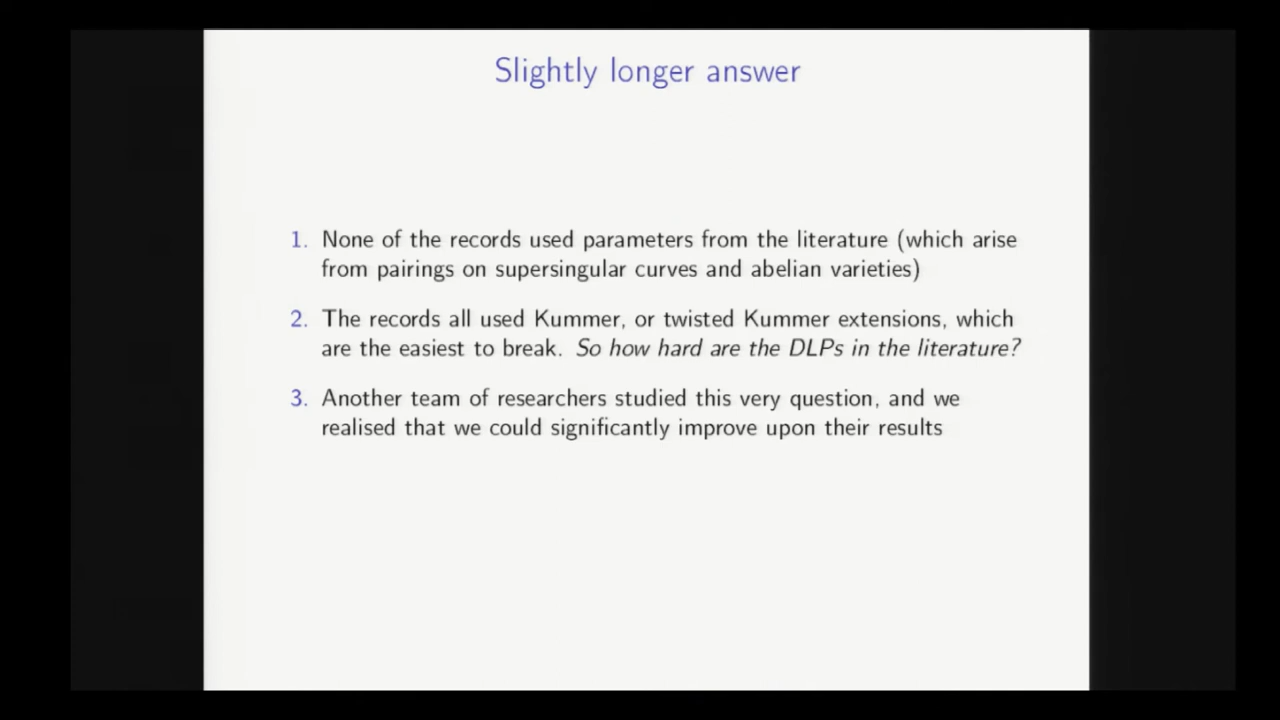 Slightly longer answer
1. None of the records used parameters from the literature (which arise
from pairings on supersingular curves and abelian varieties)
2. The records all used Kummer, or twisted Kummer extensions, which
are the easiest to break. So how hard are the DLPs in the literature?
3. Another team of researchers studied this very question, and we
realised that we could significantly improve upon their results